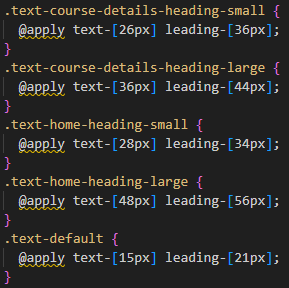 .text-course-details-heading-small {
  @apply text-[26px] leading-[36px];
}
.text-course-details-heading-large {
  @apply text-[36px] leading-[44px];
}
.text-home-heading-small {
  @apply text-[28px] leading-[34px];
}
.text-home-heading-large {
  @apply text-[48px] leading-[56px];
}
.text-default {
  @apply text-[15px] leading-[21px];
}